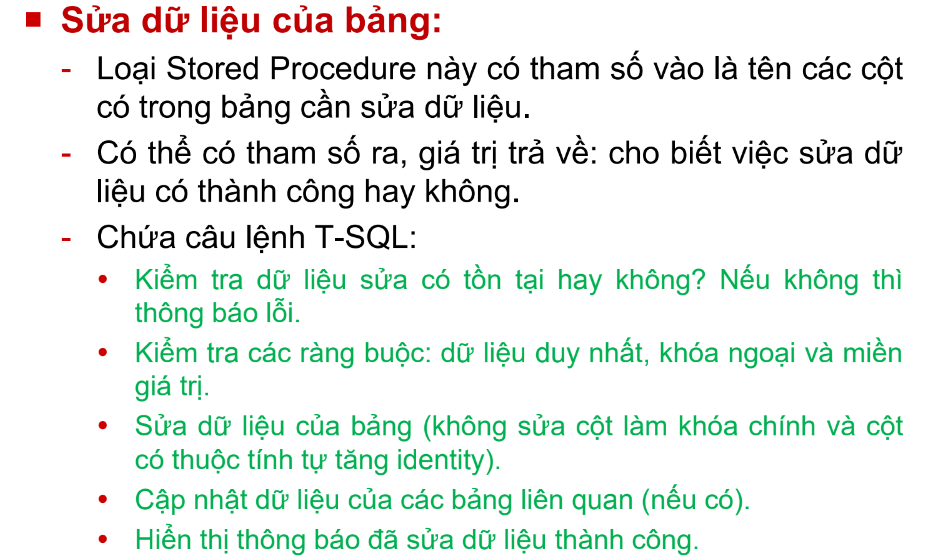 ▪ Sửa dữ liệu của bảng:
- Loại Stored Procedure này có tham số vào là tên các cột
có trong bảng cần sửa dữ liệu.
- Có thể có tham số ra, giá trị trả về: cho biết việc sửa dữ
liệu có thành công hay không.
- Chứa câu lệnh T-SQL:
• Kiểm tra dữ liệu sửa có tồn tại hay không? Nếu không thì
thông báo lỗi.
• Kiểm tra các ràng buộc: dữ liệu duy nhất, khóa ngoại và miền
giá trị.
• Sửa dữ liệu của bảng (không sửa cột làm khóa chính và cột
có thuộc tính tự tăng identity).
• Cập nhật dữ liệu của các bảng liên quan (nếu có).
• Hiển thị thông báo đã sửa dữ liệu thành công.